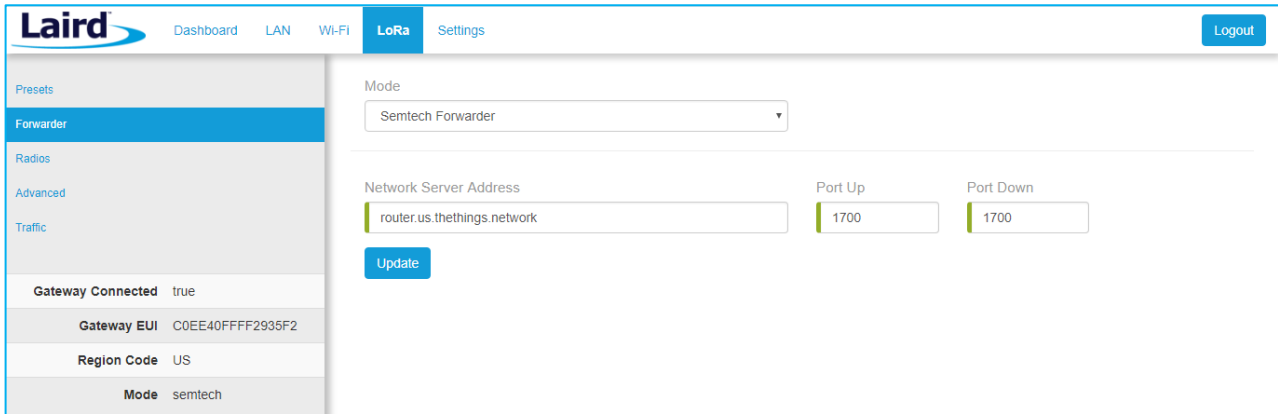 Laird™ Dashboard LAN Wi-Fi LoRa Settings Logout
Presets
Forwarder
Radios
Advanced
Traffic
Gateway Connected true
Gateway EUI C0EE40FFFF2935F2
Region Code US
Mode semtech
Mode
Semtech Forwarder
Network Server Address Port Up Port Down
router.us.thethings.network 1700 1700
Update